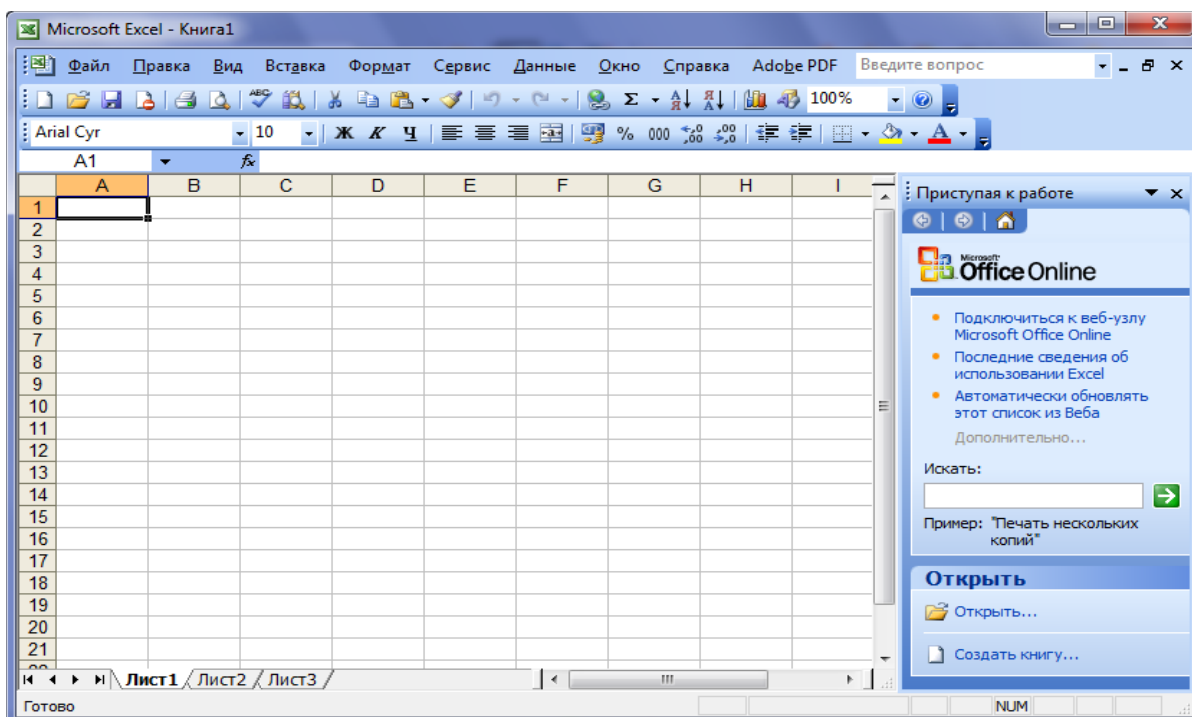 Microsoft Excel - Книга1
Файл Правка Вид Вставка Формат Сервис Данные Окно Справка Adobe PDF Введите вопрос
100%
Arial Cyr 10 Ж К Ч % 000
A1 fx
A B C D E F G H I
1
2
3
4
5
6
7
8
9
10
11
12
13
14
15
16
17
18
19
20
21
Приступая к работе
Microsoft
Office Online
Подключиться к веб-узлу
Microsoft Office Online
Последние сведения об
использовании Excel
Автоматически обновлять
этот список из Веба
Дополнительно...
Искать:
Пример: "Печать нескольких
копий"
Открыть
Открыть...
Создать книгу...
Лист1 Лист2 Лист3
Готово NUM